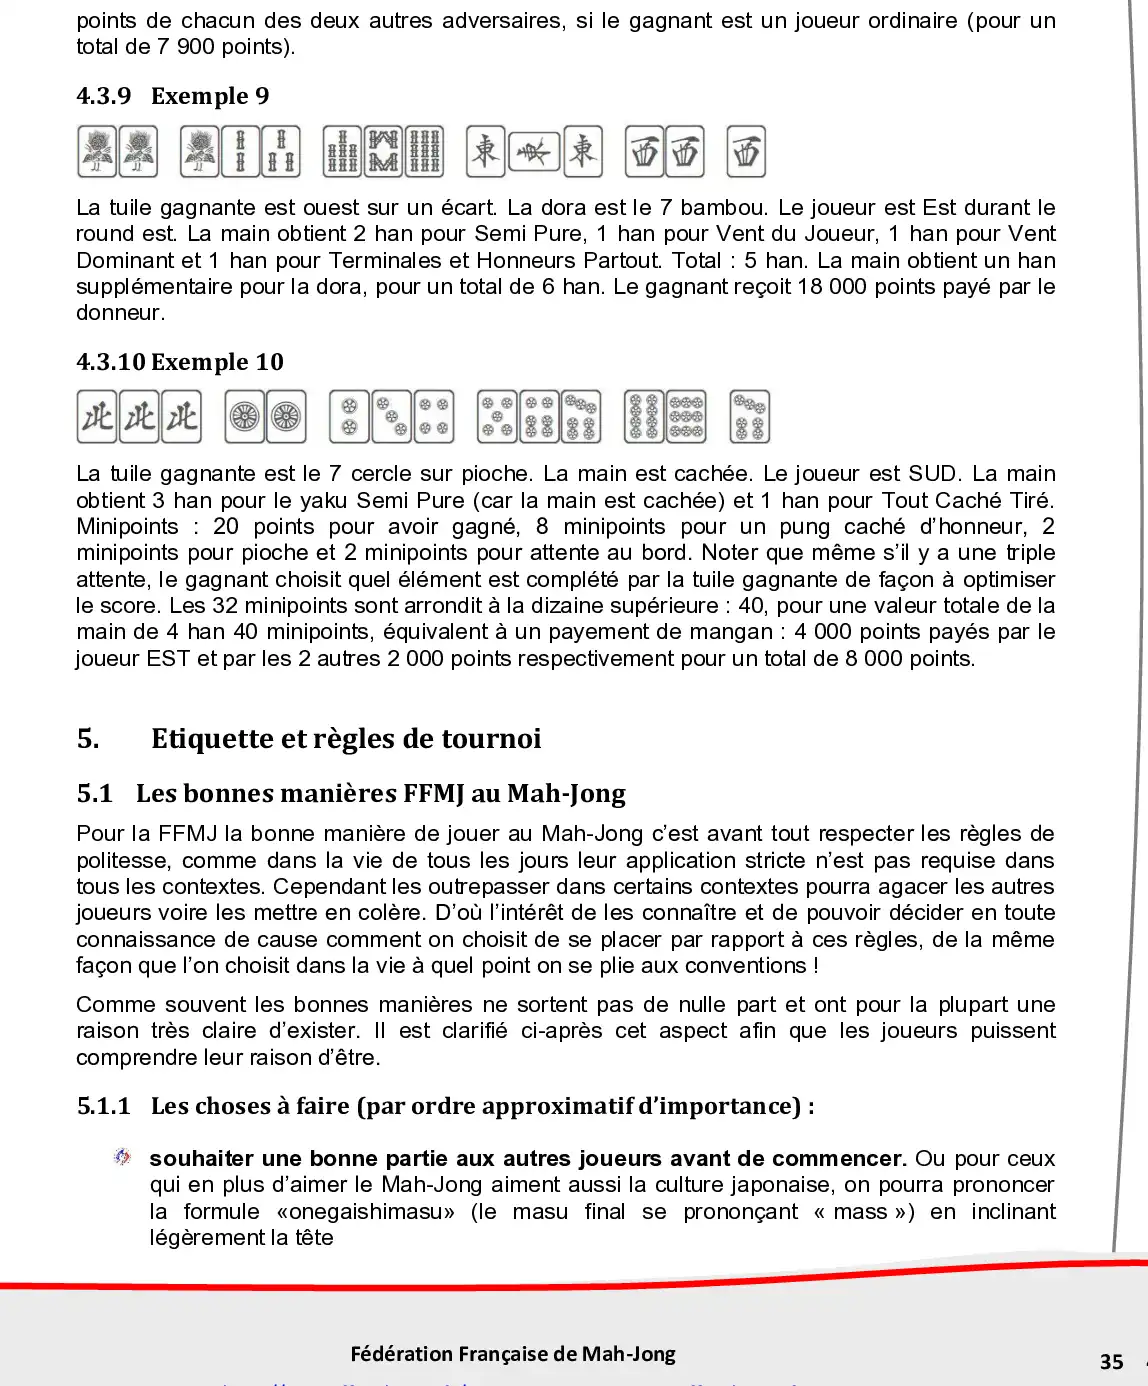 points de chacun des deux autres adversaires, si le gagnant est un joueur ordinaire (pour un
total de 7 900 points).
4.3.9 Exemple 9
東 東 西 西 西
La tuile gagnante est ouest sur un écart. La dora est le 7 bambou. Le joueur est Est durant le
round est. La main obtient 2 han pour Semi Pure, 1 han pour Vent du Joueur, 1 han pour Vent
Dominant et 1 han pour Terminales et Honneurs Partout. Total : 5 han. La main obtient un han
supplémentaire pour la dora, pour un total de 6 han. Le gagnant reçoit 18 000 points payé par le
donneur.
4.3.10 Exemple 10
北 北 北
La tuile gagnante est le 7 cercle sur pioche. La main est cachée. Le joueur est SUD. La main
obtient 3 han pour le yaku Semi Pure (car la main est cachée) et 1 han pour Tout Caché Tiré.
Minipoints : 20 points pour avoir gagné, 8 minipoints pour un pung caché d’honneur, 2
minipoints pour pioche et 2 minipoints pour attente au bord. Noter que même s’il y a une triple
attente, le gagnant choisit quel élément est complété par la tuile gagnante de façon à optimiser
le score. Les 32 minipoints sont arrondit à la dizaine supérieure : 40, pour une valeur totale de la
main de 4 han 40 minipoints, équivalent à un payement de mangan : 4 000 points payés par le
joueur EST et par les 2 autres 2 000 points respectivement pour un total de 8 000 points.
5. Etiquette et règles de tournoi
5.1 Les bonnes manières FFMJ au Mah-Jong
Pour la FFMJ la bonne manière de jouer au Mah-Jong c’est avant tout respecter les règles de
politesse, comme dans la vie de tous les jours leur application stricte n’est pas requise dans
tous les contextes. Cependant les outrepasser dans certains contextes pourra agacer les autres
joueurs voire les mettre en colère. D’où l’intérêt de les connaître et de pouvoir décider en toute
connaissance de cause comment on choisit de se placer par rapport à ces règles, de la même
façon que l’on choisit dans la vie à quel point on se plie aux conventions !
Comme souvent les bonnes manières ne sortent pas de nulle part et ont pour la plupart une
raison très claire d’exister. Il est clarifié ci-après cet aspect afin que les joueurs puissent
comprendre leur raison d’être.
5.1.1 Les choses à faire (par ordre approximatif d’importance) :
souhaiter une bonne partie aux autres joueurs avant de commencer. Ou pour ceux
qui en plus d’aimer le Mah-Jong aiment aussi la culture japonaise, on pourra prononcer
la formule «onegaishimasu» (le masu final se prononçant « mass ») en inclinant
légèrement la tête
Fédération Française de Mah-Jong
35